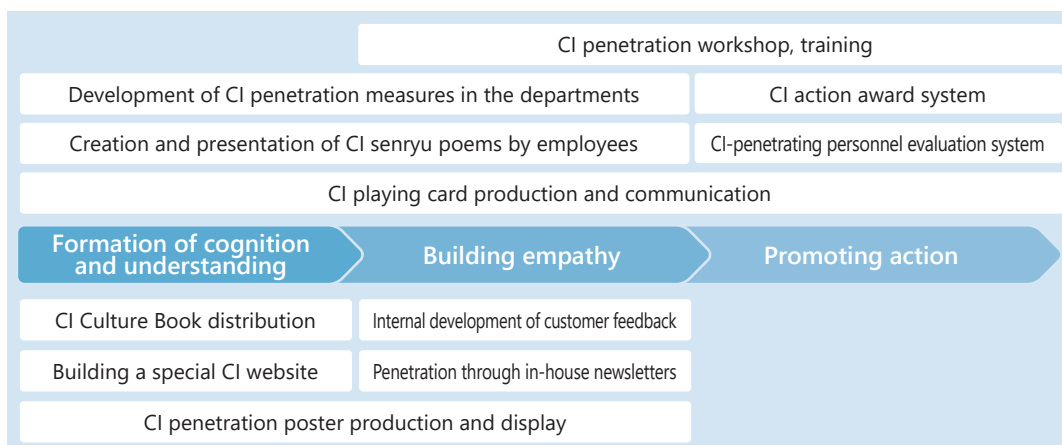 CI penetration workshop, training
Development of CI penetration measures in the departments
CI action award system
Creation and presentation of CI senryu poems by employees
CI-penetrating personnel evaluation system
CI playing card production and communication
Formation of cognition
and understanding
Building empathy
Promoting action
CI Culture Book distribution
Internal development of customer feedback
Building a special CI website
Penetration through in-house newsletters
CI penetration poster production and display